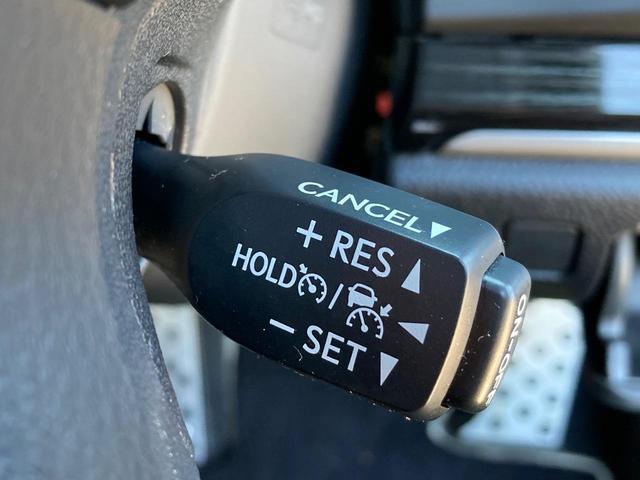 CANCEL▼
+ RES ▲
HOLD /
− SET ▼
ON-OFF